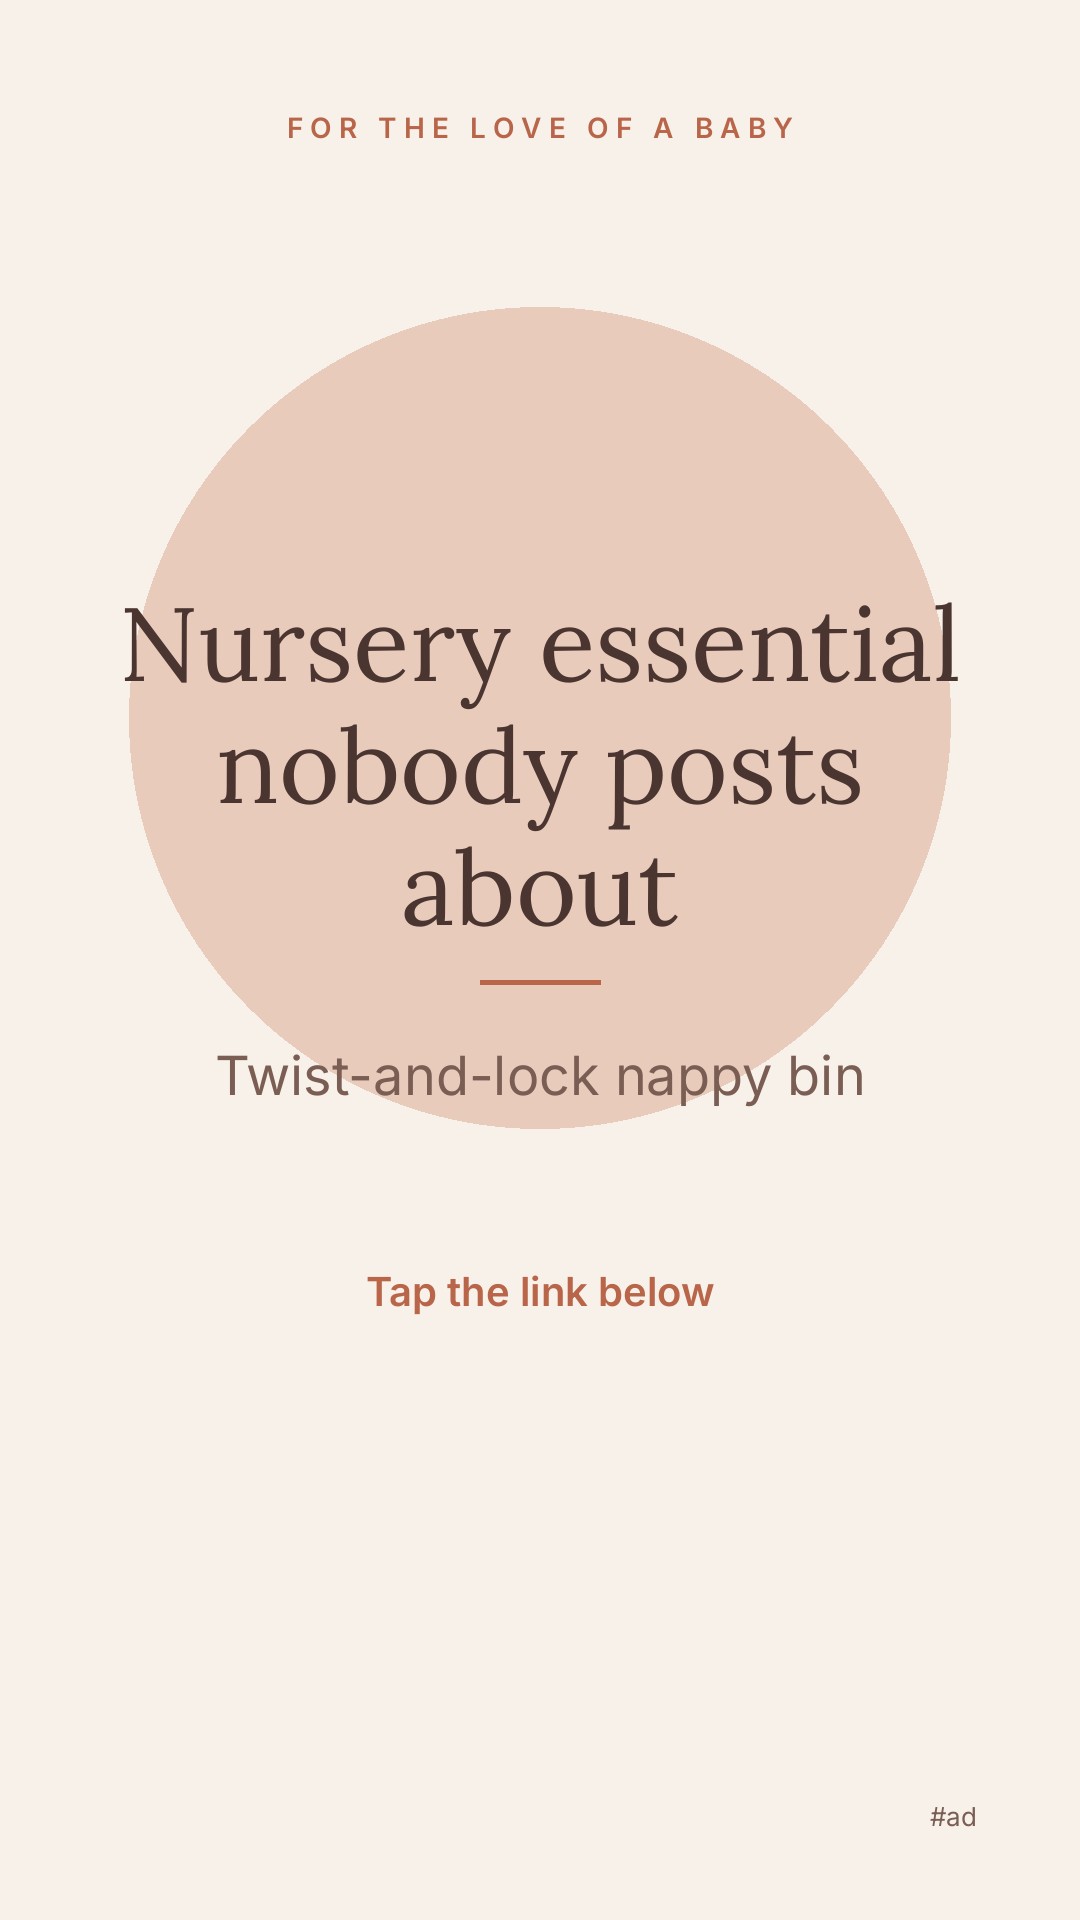 FOR THE LOVE OF A BABY
Nursery essential
nobody posts
about
Twist-and-lock nappy bin
Tap the link below
#ad